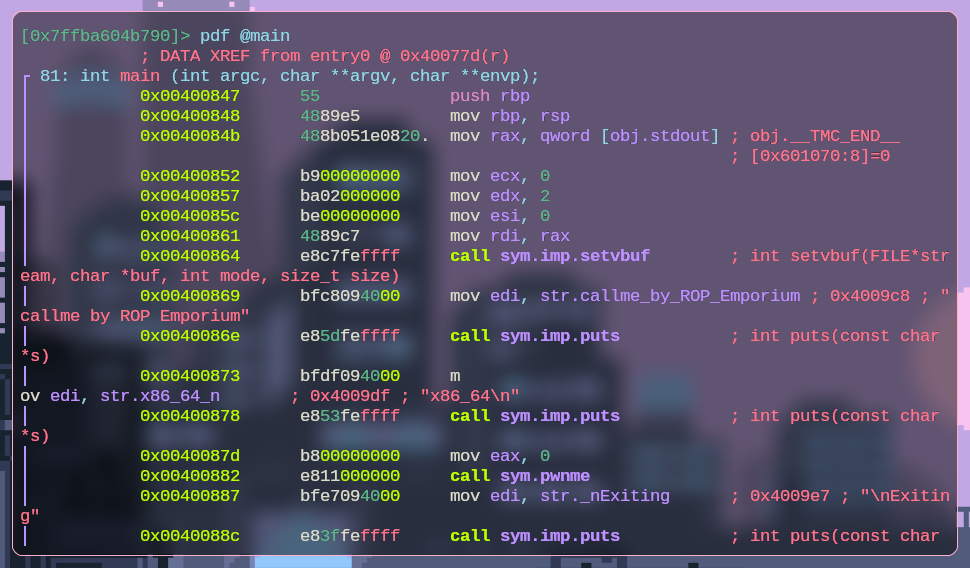 [0x7ffba604b790]> pdf @main
; DATA XREF from entry0 @ 0x40077d(r)
┌ 81: int main (int argc, char **argv, char **envp);
│ 0x00400847 55 push rbp
│ 0x00400848 4889e5 mov rbp, rsp
│ 0x0040084b 488b051e0820. mov rax, qword [obj.stdout] ; obj.__TMC_END__
│ ; [0x601070:8]=0
│ 0x00400852 b900000000 mov ecx, 0
│ 0x00400857 ba02000000 mov edx, 2
│ 0x0040085c be00000000 mov esi, 0
│ 0x00400861 4889c7 mov rdi, rax
│ 0x00400864 e8c7feffff call sym.imp.setvbuf ; int setvbuf(FILE*str
eam, char *buf, int mode, size_t size)
│ 0x00400869 bfc8094000 mov edi, str.callme_by_ROP_Emporium ; 0x4009c8 ; "
callme by ROP Emporium"
│ 0x0040086e e85dfeffff call sym.imp.puts ; int puts(const char
*s)
│ 0x00400873 bfdf094000 m
ov edi, str.x86_64_n ; 0x4009df ; "x86_64\n"
│ 0x00400878 e853feffff call sym.imp.puts ; int puts(const char
*s)
│ 0x0040087d b800000000 mov eax, 0
│ 0x00400882 e811000000 call sym.pwnme
│ 0x00400887 bfe7094000 mov edi, str._nExiting ; 0x4009e7 ; "\nExitin
g"
│ 0x0040088c e83ffeffff call sym.imp.puts ; int puts(const char